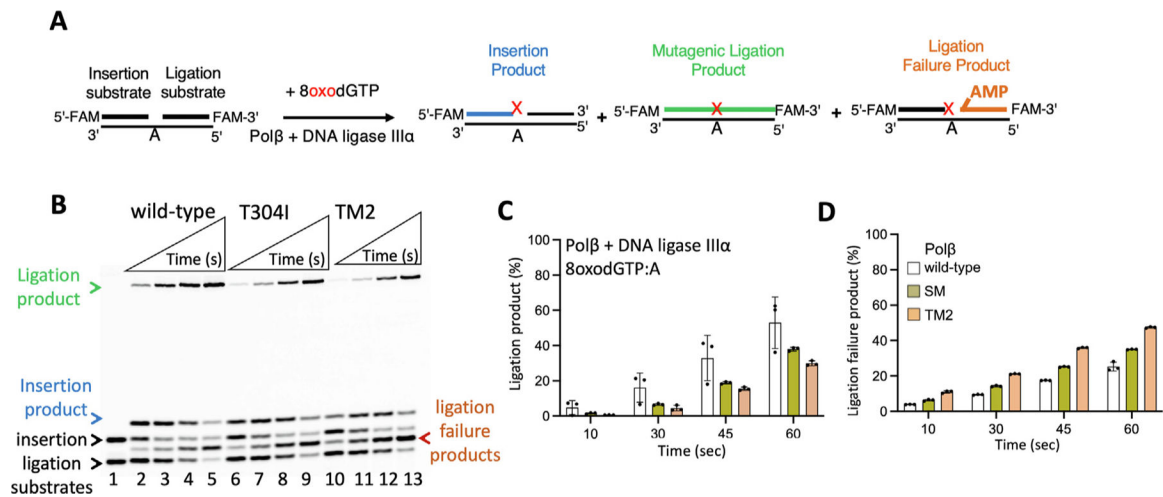 A
Insertion substrate
Ligation substrate
5'-FAM
FAM-3'
3'
A
5'
+ 8oxodGTP
Polβ + DNA ligase IIIα
Insertion
Product
5'-FAM
X
3'
3'
A
5'
+
Mutagenic Ligation
Product
5'-FAM
X
FAM-3'
3'
A
5'
+
Ligation
Failure Product
AMP
5'-FAM
X
FAM-3'
3'
A
5'
B
wild-type T304I TM2
Time (s) Time (s) Time (s)
Ligation
product
Insertion
product
insertion
ligation
substrates
ligation
failure
products
1 2 3 4 5 6 7 8 9 10 11 12 13
C
Polβ + DNA ligase IIIα
8oxodGTP:A
Ligation product (%)
100
80
60
40
20
0
10 30 45 60
Time (sec)
D
Polβ
wild-type
SM
TM2
Ligation failure product (%)
100
80
60
40
20
0
10 30 45 60
Time (sec)